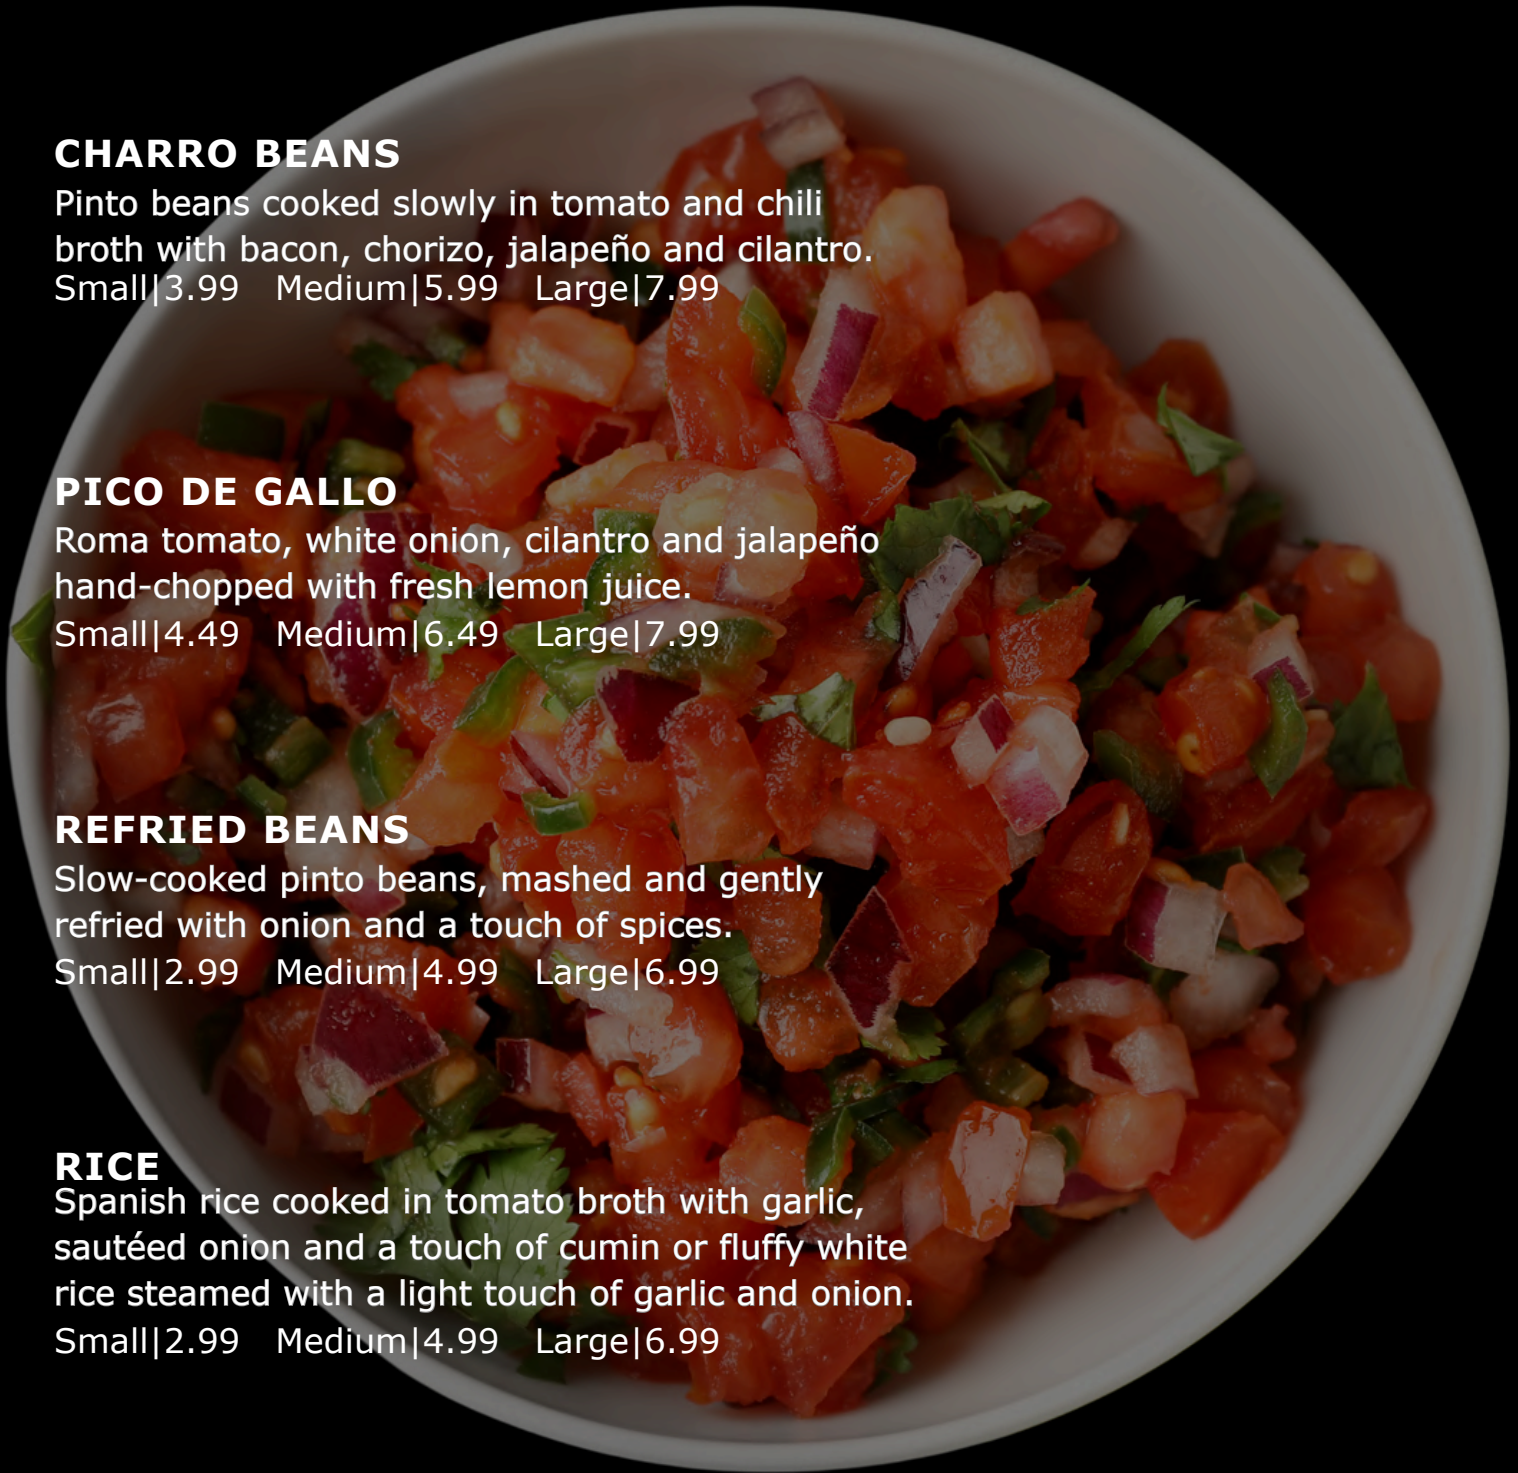 CHARRO BEANS
Pinto beans cooked slowly in tomato and chili
broth with bacon, chorizo, jalapeño and cilantro.
Small|3.99 Medium|5.99 Large|7.99
PICO DE GALLO
Roma tomato, white onion, cilantro and jalapeño
hand-chopped with fresh lemon juice.
Small|4.49 Medium|6.49 Large|7.99
REFRIED BEANS
Slow-cooked pinto beans, mashed and gently
refried with onion and a touch of spices.
Small|2.99 Medium|4.99 Large|6.99
RICE
Spanish rice cooked in tomato broth with garlic,
sautéed onion and a touch of cumin or fluffy white
rice steamed with a light touch of garlic and onion.
Small|2.99 Medium|4.99 Large|6.99